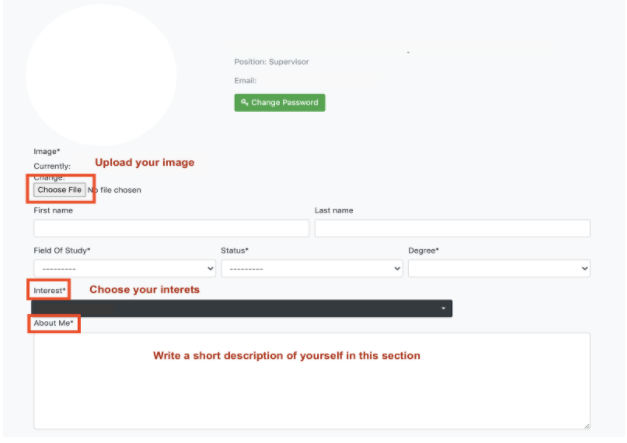 Position: Supervisor
Email:
Change Password
Image*
Currently:
Upload your image
Change:
Choose File No file chosen
First name Last name
Field Of Study* Status* Degree*
--------- ---------
Interest* Choose your interets
About Me*
Write a short description of yourself in this section